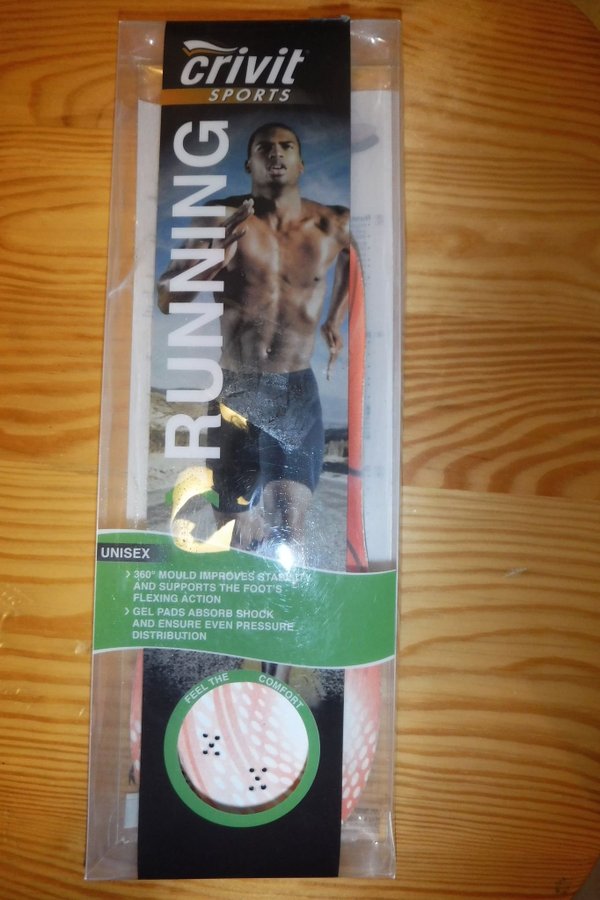 crivit
SPORTS
RUNNING
UNISEX
› 360° MOULD IMPROVES STABILITY
AND SUPPORTS THE FOOT'S
FLEXING ACTION
› GEL PADS ABSORB SHOCK
AND ENSURE EVEN PRESSURE
DISTRIBUTION
FEEL THE COMFORT